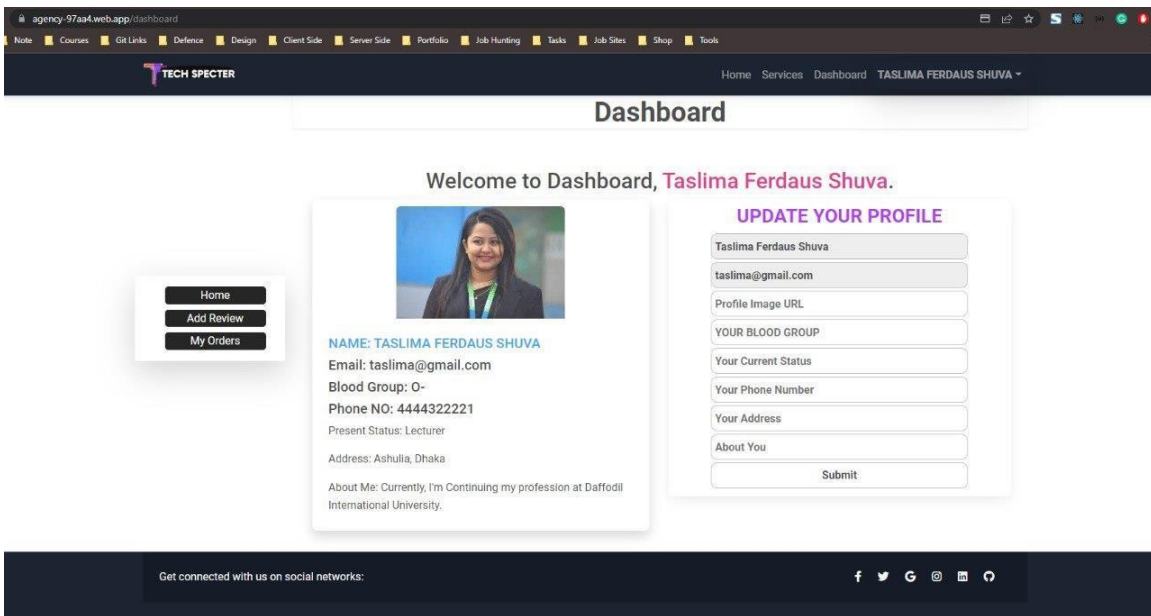 agency-97aa4.web.app/dashboard
Note Courses Git Links Defence Design Client Side Server Side Portfolio Job Hunting Tasks Job Sites Shop Tools
TECH SPECTER
Home Services Dashboard TASLIMA FERDAUS SHUVA
Dashboard
Welcome to Dashboard, Taslima Ferdaus Shuva.
Home
Add Review
My Orders
NAME: TASLIMA FERDAUS SHUVA
Email: taslima@gmail.com
Blood Group: O-
Phone NO: 4444322221
Present Status: Lecturer
Address: Ashulia, Dhaka
About Me: Currently, I'm Continuing my profession at Daffodil
International University.
UPDATE YOUR PROFILE
Taslima Ferdaus Shuva
taslima@gmail.com
Profile Image URL
YOUR BLOOD GROUP
Your Current Status
Your Phone Number
Your Address
About You
Submit
Get connected with us on social networks: